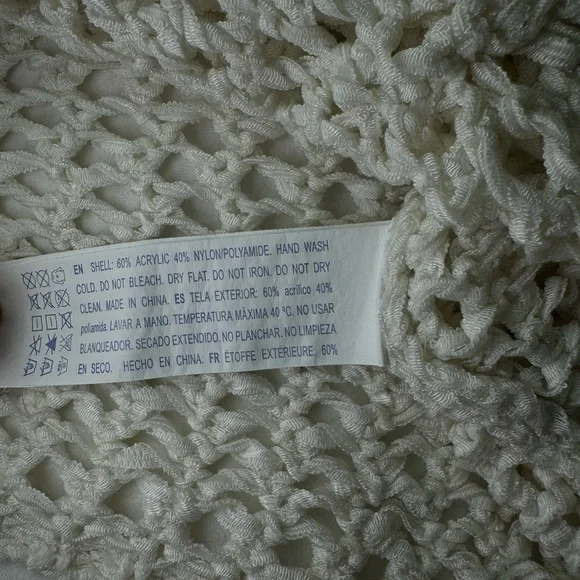 EN SHELL: 60% ACRYLIC 40% NYLON/POLYAMIDE. HAND WASH
COLD. DO NOT BLEACH. DRY FLAT. DO NOT IRON. DO NOT DRY
CLEAN. MADE IN CHINA. ES TELA EXTERIOR: 60% acrílico 40%
poliamida. LAVAR A MANO. TEMPERATURA MÁXIMA 40 °C. NO USAR
BLANQUEADOR. SECADO EXTENDIDO. NO PLANCHAR. NO LIMPIEZA
EN SECO. HECHO EN CHINA. FR ÉTOFFE EXTÉRIEURE: 60%